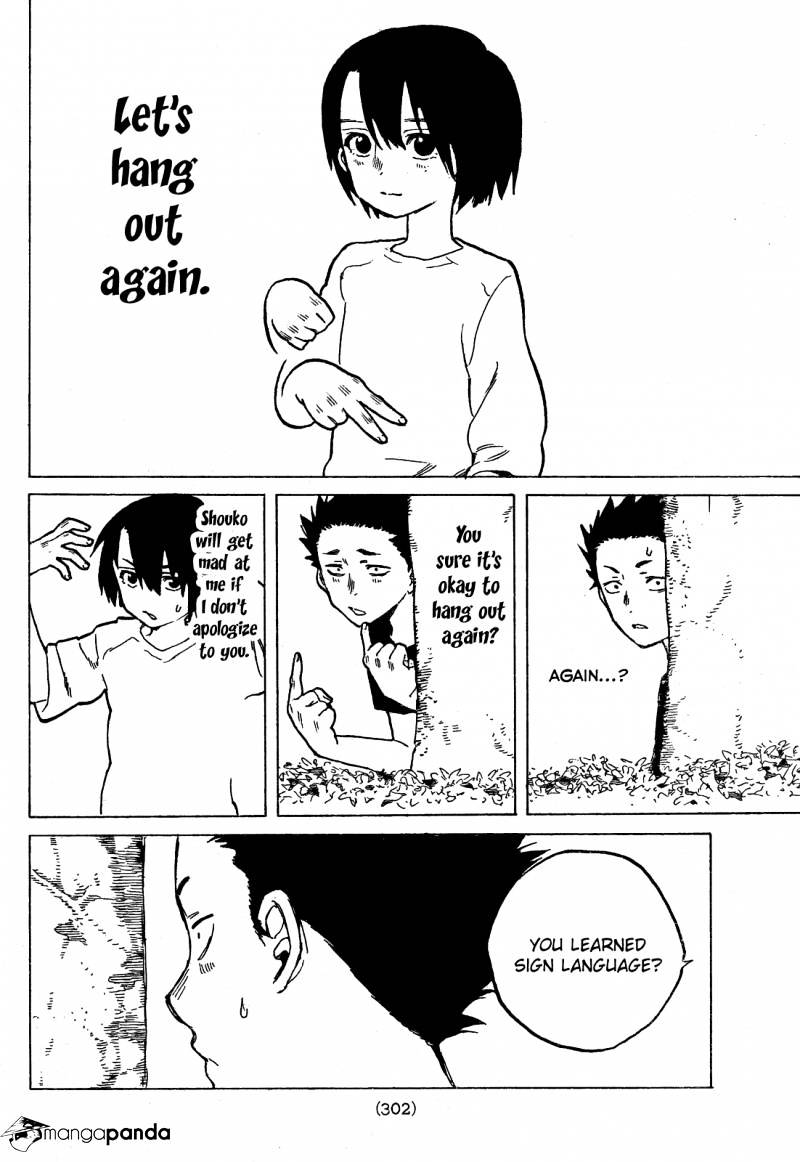 Let's
hang
out
again.
AGAIN...?
You
sure it's
okay to
hang out
again?
Shouko
will get
mad at
me if
I don't
apologize
to you.
YOU LEARNED
SIGN LANGUAGE?
(302)
mangapanda